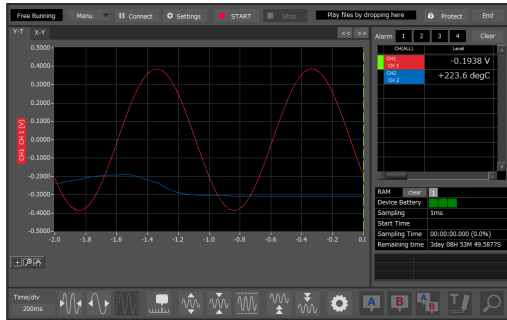 Free Running Menu Connect Settings START Stop Play files by dropping here Protect End
Y-T X-Y << >>
Alarm 1 2 3 4 Clear
CH(ALL) Level
CH1 CH 1 -0.1938 V
CH2 CH 2 +223.6 degC
CH1 CH 1 [V]
0.5000
0.4000
0.3000
0.2000
0.1000
0.0000
-0.1000
-0.2000
-0.3000
-0.4000
-0.5000
-2.0 -1.8 -1.6 -1.4 -1.2 -1.0 -0.8 -0.6 -0.4 -0.2 0.0
RAM Clear 1
Device Battery
Sampling 1ms
Start Time
Sampling Time 00:00:00.000 (0.0%)
Remaining time 3day 08H 53M 49.5877S
Time/div
200ms
A B A B T